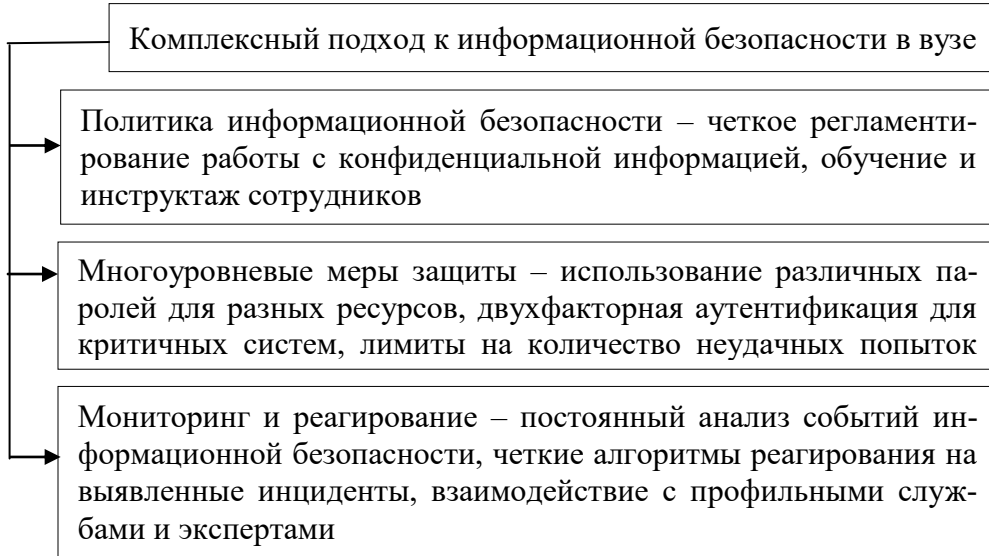 Комплексный подход к информационной безопасности в вузе
Политика информационной безопасности – четкое регламенти-
рование работы с конфиденциальной информацией, обучение и
инструктаж сотрудников
Многоуровневые меры защиты – использование различных па-
ролей для разных ресурсов, двухфакторная аутентификация для
критичных систем, лимиты на количество неудачных попыток
Мониторинг и реагирование – постоянный анализ событий ин-
формационной безопасности, четкие алгоритмы реагирования на
выявленные инциденты, взаимодействие с профильными служ-
бами и экспертами